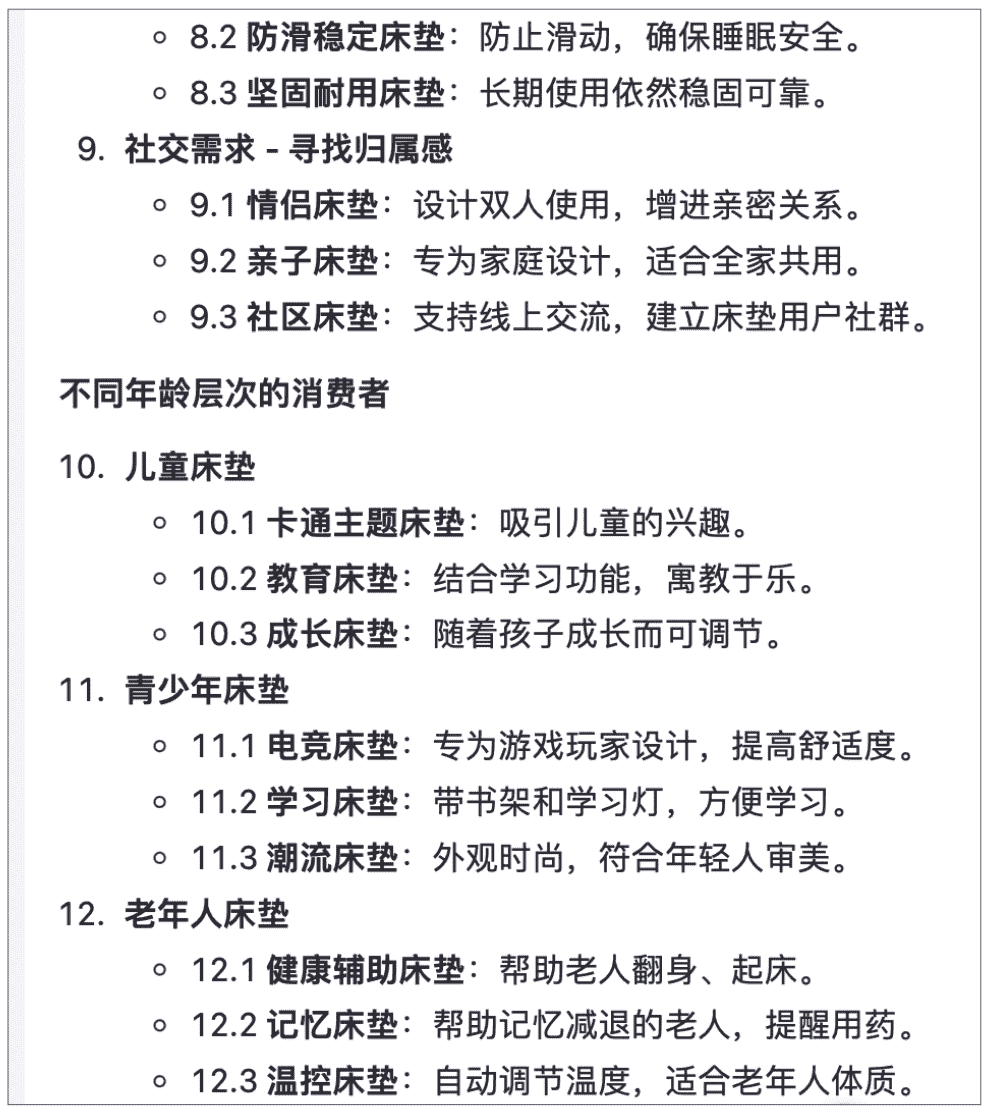 8.2 防滑稳定床垫：防止滑动，确保睡眠安全。
8.3 坚固耐用床垫：长期使用依然稳固可靠。
9. 社交需求 - 寻找归属感
9.1 情侣床垫：设计双人使用，增进亲密关系。
9.2 亲子床垫：专为家庭设计，适合全家共用。
9.3 社区床垫：支持线上交流，建立床垫用户社群。
不同年龄层次的消费者
10. 儿童床垫
10.1 卡通主题床垫：吸引儿童的兴趣。
10.2 教育床垫：结合学习功能，寓教于乐。
10.3 成长床垫：随着孩子成长而可调节。
11. 青少年床垫
11.1 电竞床垫：专为游戏玩家设计，提高舒适度。
11.2 学习床垫：带书架和学习灯，方便学习。
11.3 潮流床垫：外观时尚，符合年轻人审美。
12. 老年人床垫
12.1 健康辅助床垫：帮助老人翻身、起床。
12.2 记忆床垫：帮助记忆减退的老人，提醒用药。
12.3 温控床垫：自动调节温度，适合老年人体质。